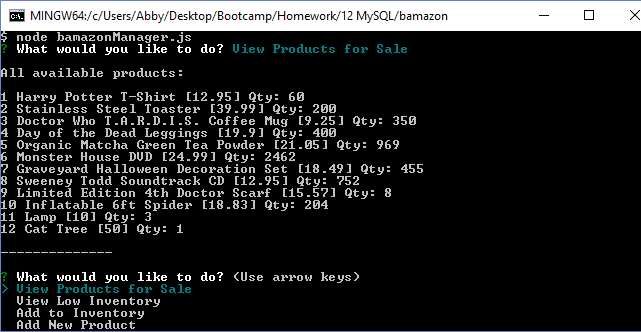 MINGW64:/c/Users/Abby/Desktop/Bootcamp/Homework/12 MySQL/bamazon
$ node bamazonManager.js
? What would you like to do? View Products for Sale
All available products:
1 Harry Potter T-Shirt [12.95] Qty: 60
2 Stainless Steel Toaster [39.99] Qty: 200
3 Doctor Who T.A.R.D.I.S. Coffee Mug [9.25] Qty: 350
4 Day of the Dead Leggings [19.9] Qty: 400
5 Organic Matcha Green Tea Powder [21.05] Qty: 969
6 Monster House DVD [24.99] Qty: 2462
7 Graveyard Halloween Decoration Set [18.49] Qty: 455
8 Sweeney Todd Soundtrack CD [12.95] Qty: 752
9 Limited Edition 4th Doctor Scarf [15.57] Qty: 8
10 Inflatable 6ft Spider [18.83] Qty: 204
11 Lamp [10] Qty: 3
12 Cat Tree [50] Qty: 1
--------------
? What would you like to do? (Use arrow keys)
> View Products for Sale
View Low Inventory
Add to Inventory
Add New Product